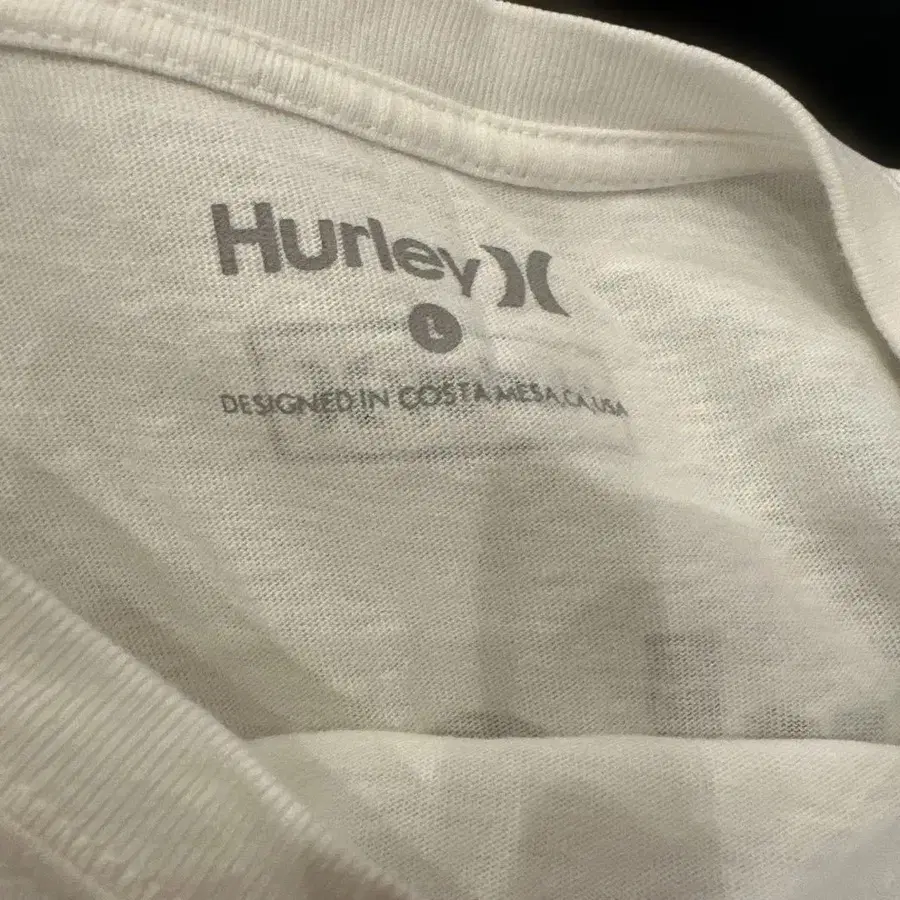 Hurley
L
DESIGNED IN COSTA MESA, CA, USA